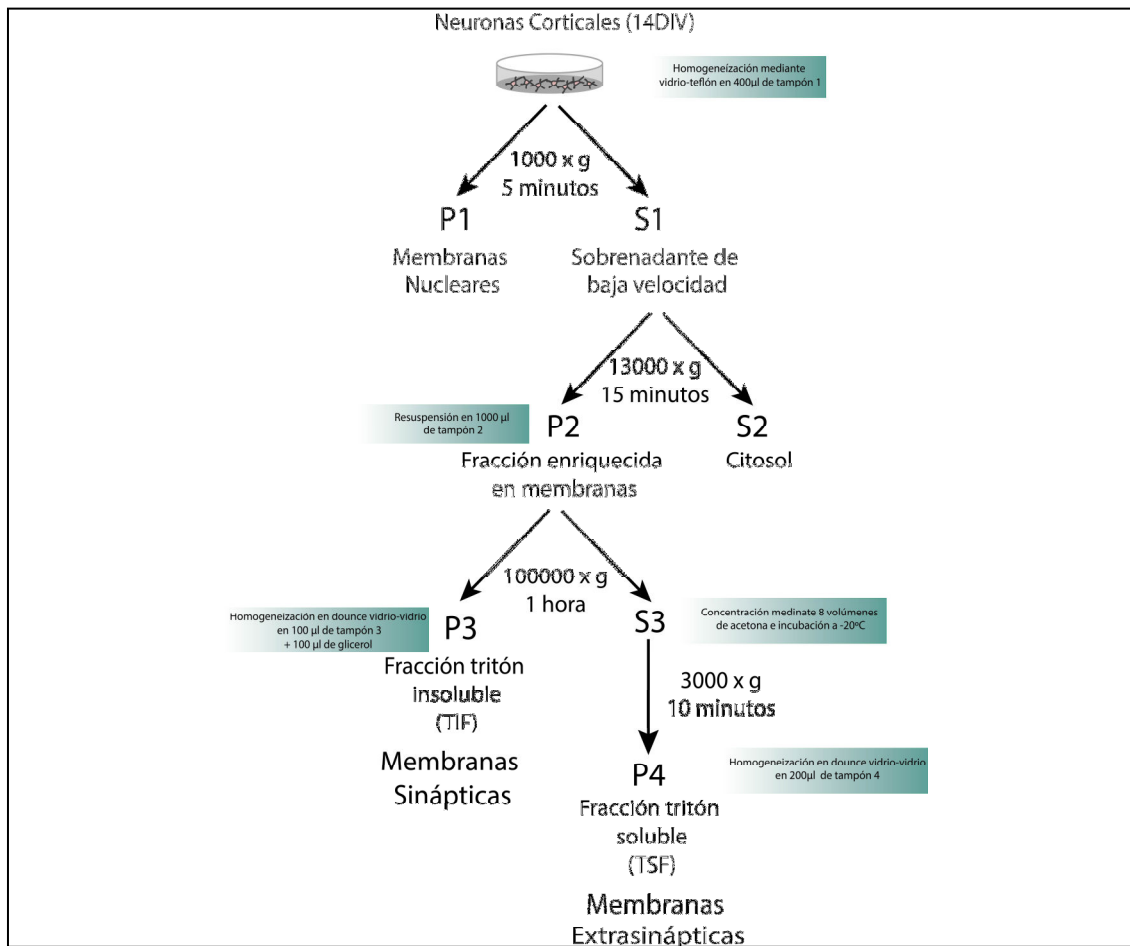 Neuronas Corticales (14DIV)
Homogeneízación mediante
vidrio-teflón en 400µl de tampón 1
1000 x g
5 minutos
P1
S1
Membranas
Nucleares
Sobrenadante de
baja velocidad
13000 x g
15 minutos
Resuspensión en 1000 µl
de tampón 2
P2
S2
Fracción enriquecida
en membranas
Citosol
100000 x g
1 hora
Homogeneización en dounce vidrio-vidrio
en 100 µl de tampón 3
+ 100 µl de glicerol
P3
S3
Concentración medinate 8 volúmenes
de acetona e incubación a -20ºC
Fracción tritón
insoluble
(TIF)
3000 x g
10 minutos
Membranas
Sinápticas
P4
Homogeneización en dounce vidrio-vidrio
en 200µl de tampón 4
Fracción tritón
soluble
(TSF)
Membranas
Extrasinápticas